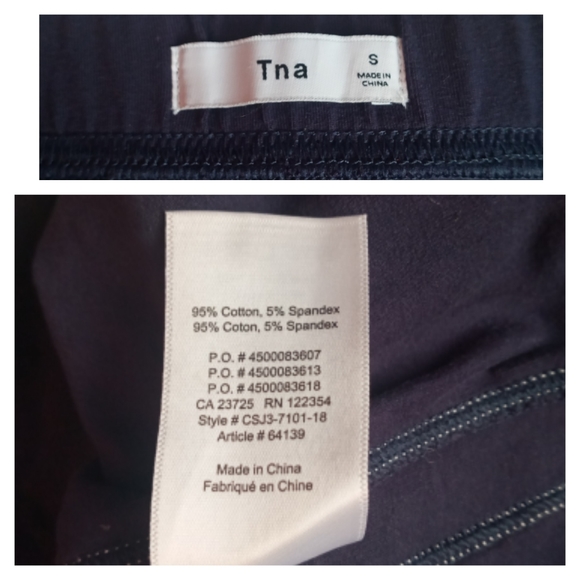 Tna
S
MADE IN
CHINA
95% Cotton, 5% Spandex
95% Coton, 5% Spandex
P.O. # 4500083607
P.O. # 4500083613
P.O. # 4500083618
CA 23725 RN 122354
Style # CSJ3-7101-18
Article # 64139
Made in China
Fabriqué en Chine